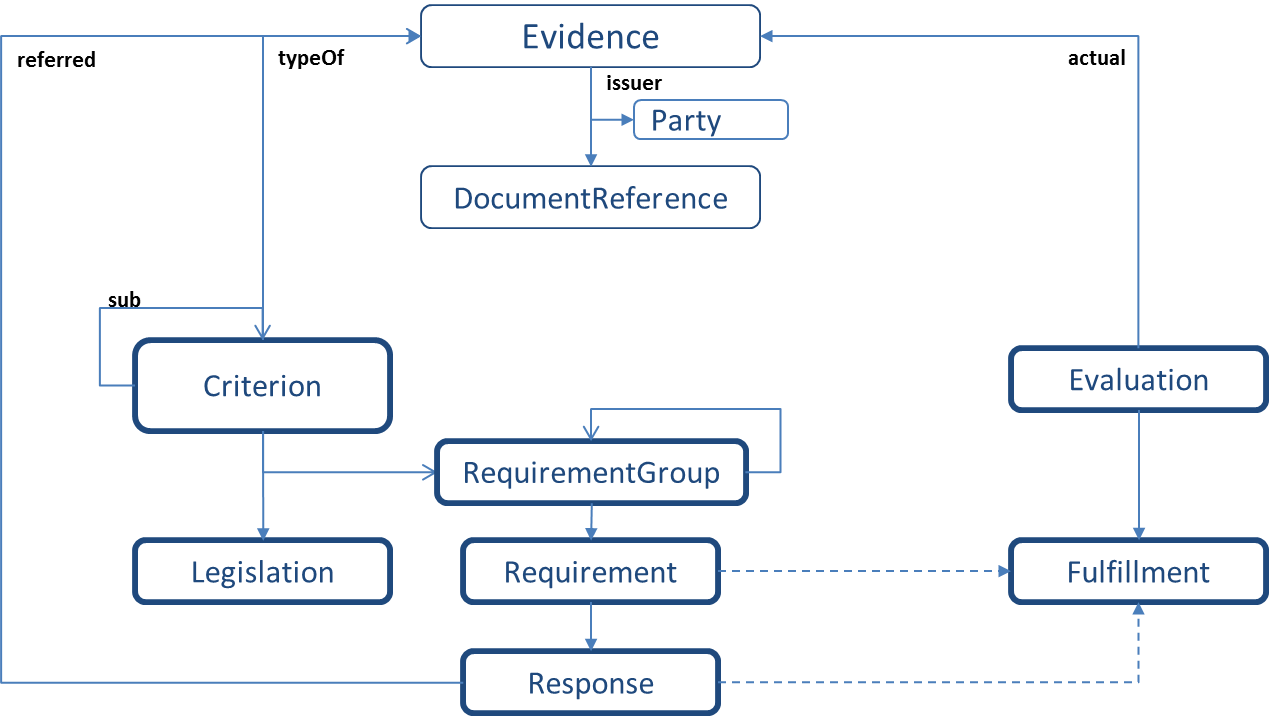 Evidence
referred
typeOf
actual
issuer
Party
DocumentReference
sub
Criterion
Evaluation
RequirementGroup
Legislation
Requirement
Fulfillment
Response